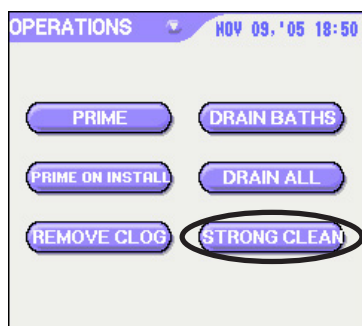 OPERATIONS NOV 09,'05 18:50
PRIME DRAIN BATHS
PRIME ON INSTALL DRAIN ALL
REMOVE CLOG STRONG CLEAN